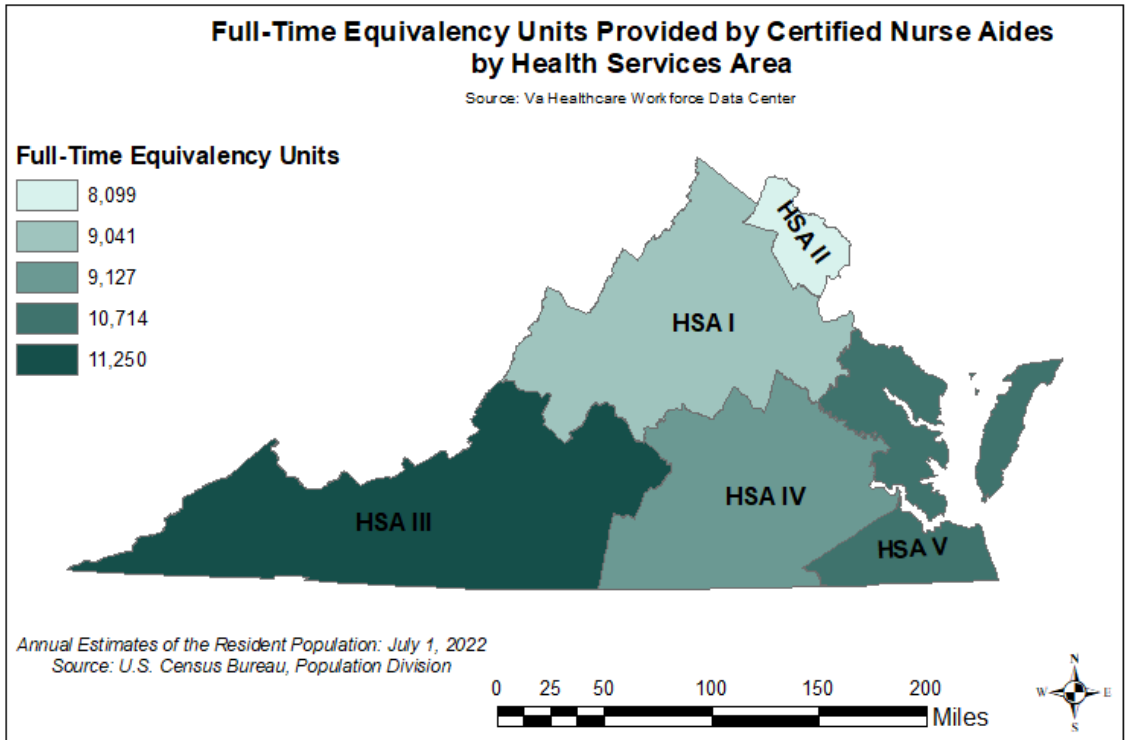 Full-Time Equivalency Units Provided by Certified Nurse Aides
by Health Services Area
Source: Va Healthcare Workforce Data Center
Full-Time Equivalency Units
8,099
9,041
9,127
10,714
11,250
HSA II
HSA I
HSA IV
HSA III
HSA V
Annual Estimates of the Resident Population: July 1, 2022
Source: U.S. Census Bureau, Population Division
0 25 50 100 150 200
Miles
N
W E
S